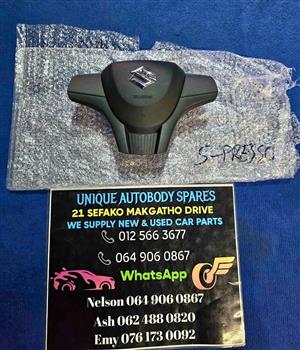 S-PRESSO
UNIQUE AUTOBODY SPARES
21 SEFAKO MAKGATHO DRIVE
WE SUPPLY NEW & USED CAR PARTS
012 566 3677
064 906 0867
WhatsApp
Nelson 064 906 0867
Ash 062 488 0820
Emy 076 173 0092